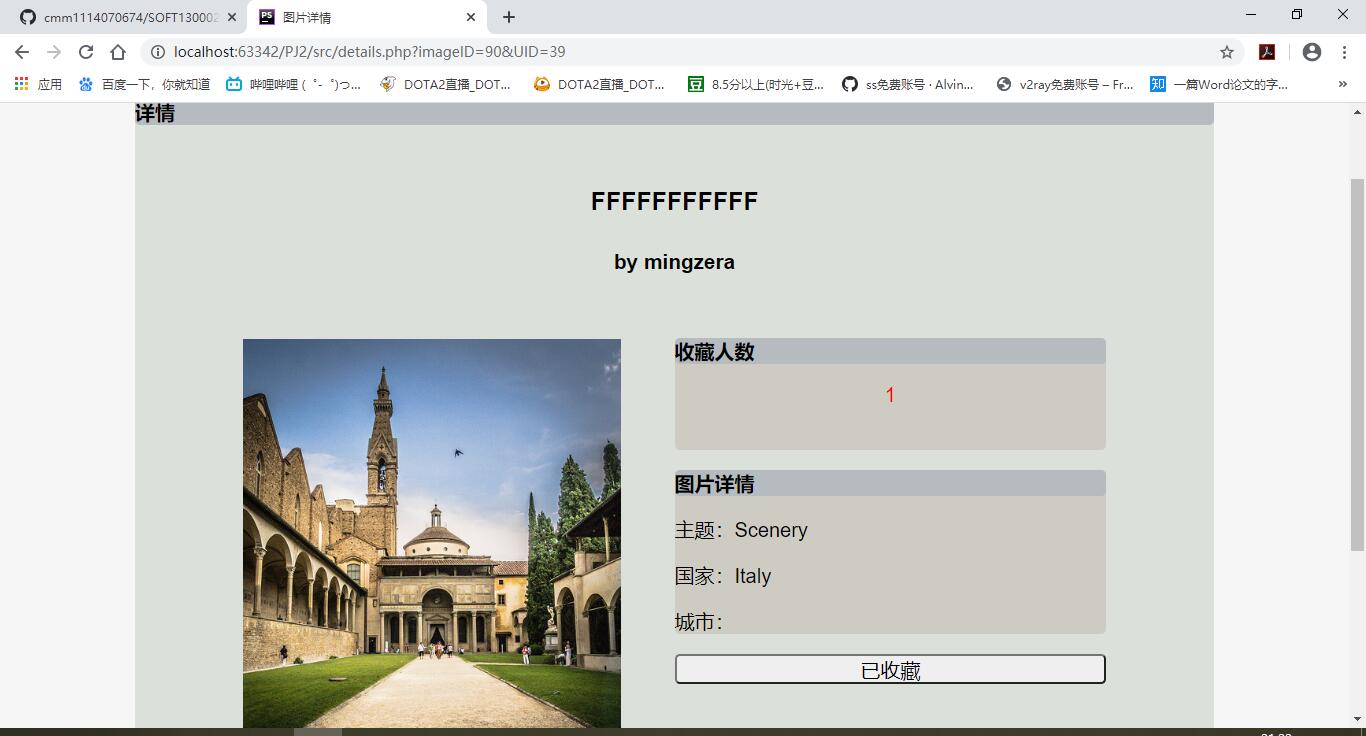 cmm1114070674/SOFT130002
图片详情
localhost:63342/PJ2/src/details.php?imageID=90&UID=39
应用
百度一下，你就知道
哔哩哔哩 ( ゜- ゜)つ...
DOTA2直播_DOT...
DOTA2直播_DOT...
8.5分以上(时光+豆...
ss免费账号 · Alvin...
v2ray免费账号 – Fr...
一篇Word论文的字...
详情
FFFFFFFFFFF
by mingzera
收藏人数
1
图片详情
主题：Scenery
国家：Italy
城市：
已收藏